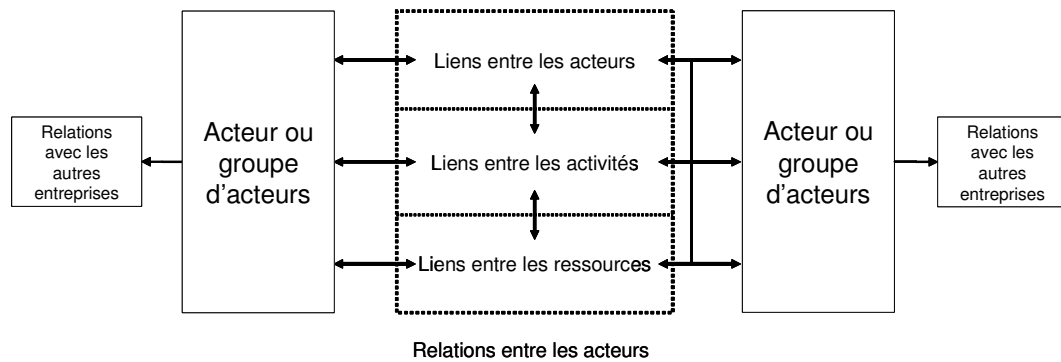 Relations
avec les
autres
entreprises
Acteur ou
groupe
d'acteurs
Liens entre les acteurs
Liens entre les activités
Liens entre les ressources
Acteur ou
groupe
d'acteurs
Relations
avec les
autres
entreprises
Relations entre les acteurs